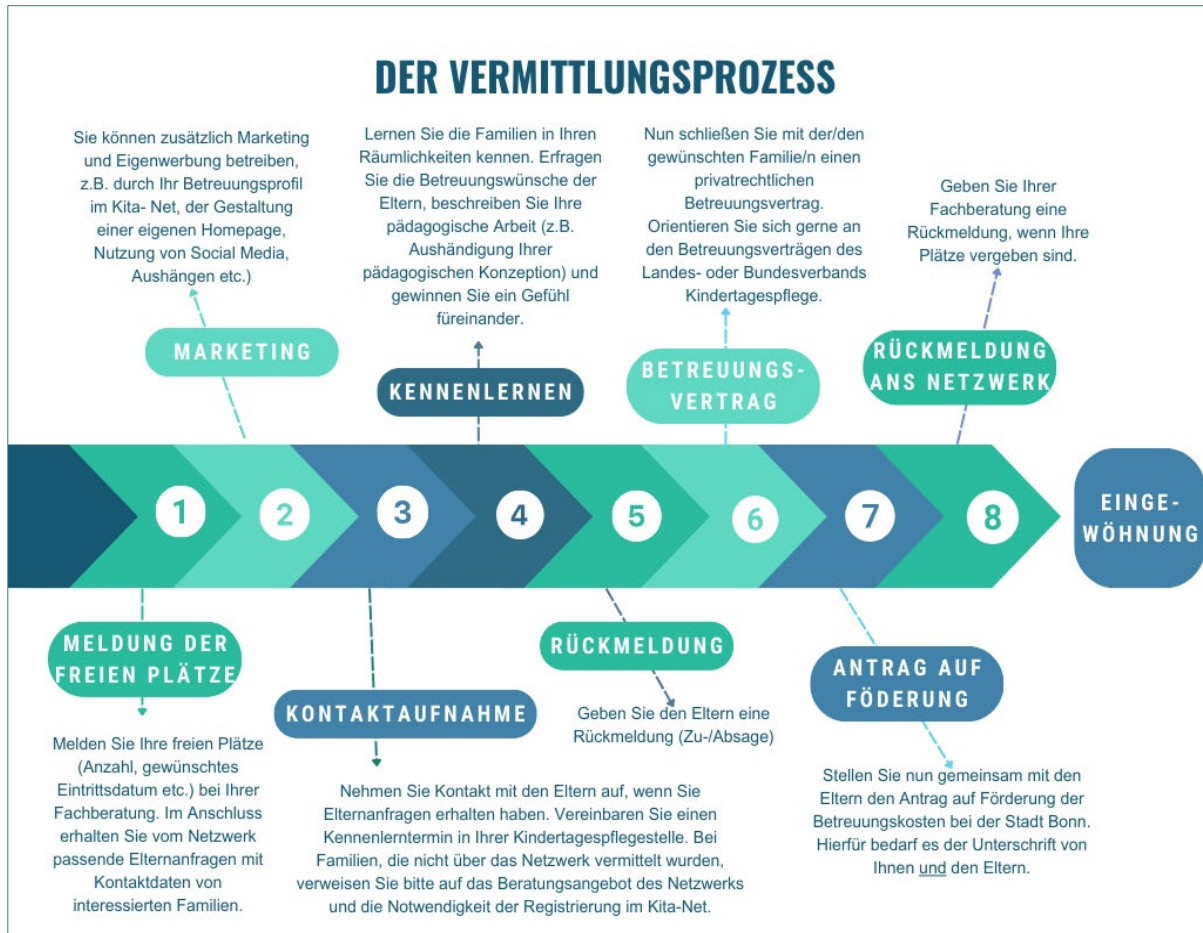 DER VERMITTLUNGSPROZESS
Sie können zusätzlich Marketing
und Eigenwerbung betreiben,
z.B. durch Ihr Betreuungsprofil
im Kita- Net, der Gestaltung
einer eigenen Homepage,
Nutzung von Social Media,
Aushängen etc.)
MARKETING
Lernen Sie die Familien in Ihren
Räumlichkeiten kennen. Erfragen
Sie die Betreuungswünsche der
Eltern, beschreiben Sie Ihre
pädagogische Arbeit (z.B.
Aushändigung Ihrer
pädagogischen Konzeption) und
gewinnen Sie ein Gefühl
füreinander.
KENNENLERNEN
Nun schließen Sie mit der/den
gewünschten Familie/n einen
privatrechtlichen
Betreuungsvertrag.
Orientieren Sie sich gerne an
den Betreuungsverträgen des
Landes- oder Bundesverbands
Kindertagespflege.
BETREUUNGS-
VERTRAG
Geben Sie Ihrer
Fachberatung eine
Rückmeldung, wenn Ihre
Plätze vergeben sind.
RÜCKMELDUNG
ANS NETZWERK
1
2
3
4
5
6
7
8
EINGE-
WÖHNUNG
MELDUNG DER
FREIEN PLÄTZE
Melden Sie Ihre freien Plätze
(Anzahl, gewünschtes
Eintrittsdatum etc.) bei Ihrer
Fachberatung. Im Anschluss
erhalten Sie vom Netzwerk
passende Elternanfragen mit
Kontaktdaten von
interessierten Familien.
KONTAKTAUFNAHME
Nehmen Sie Kontakt mit den Eltern auf, wenn Sie
Elternanfragen erhalten haben. Vereinbaren Sie einen
Kennenlerntermin in Ihrer Kindertagespflegestelle. Bei
Familien, die nicht über das Netzwerk vermittelt wurden,
verweisen Sie bitte auf das Beratungsangebot des Netzwerks
und die Notwendigkeit der Registrierung im Kita-Net.
RÜCKMELDUNG
Geben Sie den Eltern eine
Rückmeldung (Zu-/Absage)
ANTRAG AUF
FÖDERUNG
Stellen Sie nun gemeinsam mit den
Eltern den Antrag auf Förderung der
Betreuungskosten bei der Stadt Bonn.
Hierfür bedarf es der Unterschrift von
Ihnen und den Eltern.